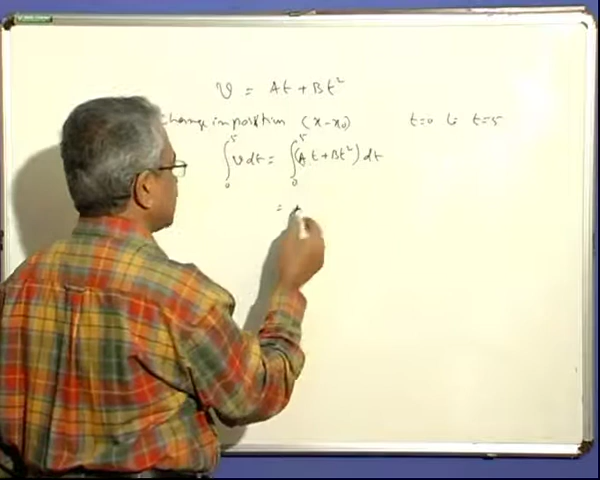 v = At + Bt²
change in position (x-x₀) t=0 to t=5
∫₀⁵ v dt = ∫₀⁵ (At + Bt²) dt
=